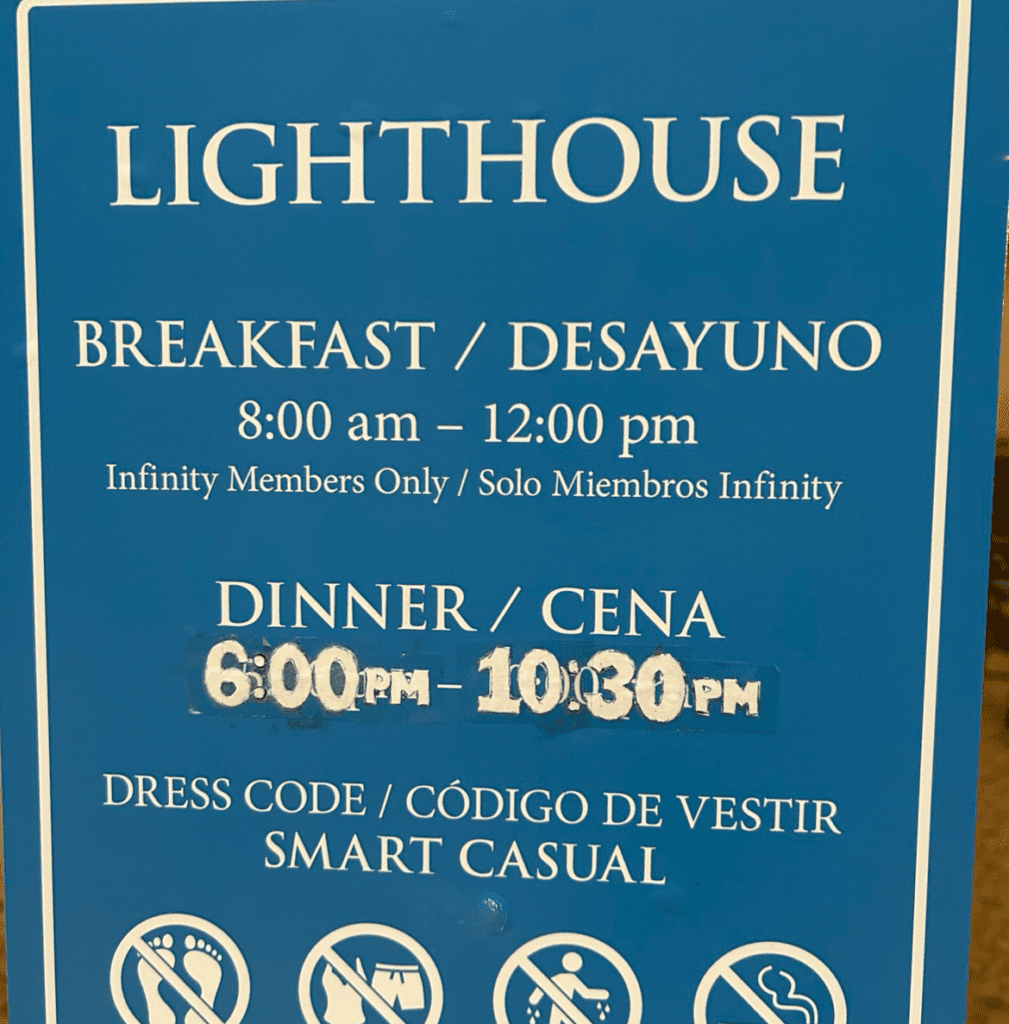 LIGHTHOUSE
BREAKFAST / DESAYUNO
8:00 am – 12:00 pm
Infinity Members Only / Solo Miembros Infinity
DINNER / CENA
6:00PM – 10:30PM
DRESS CODE / CÓDIGO DE VESTIR
SMART CASUAL